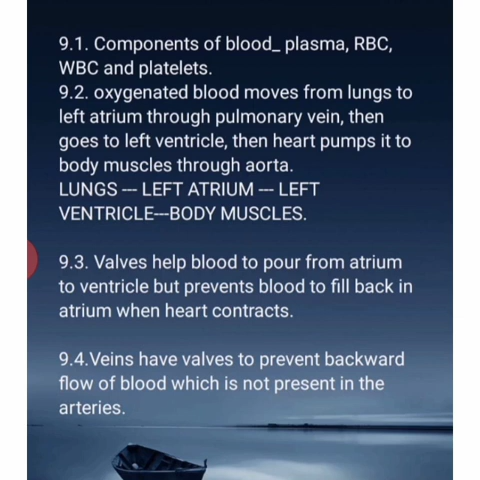 9.1. Components of blood_ plasma, RBC,
WBC and platelets.
9.2. oxygenated blood moves from lungs to
left atrium through pulmonary vein, then
goes to left ventricle, then heart pumps it to
body muscles through aorta.
LUNGS --- LEFT ATRIUM --- LEFT
VENTRICLE---BODY MUSCLES.
9.3. Valves help blood to pour from atrium
to ventricle but prevents blood to fill back in
atrium when heart contracts.
9.4.Veins have valves to prevent backward
flow of blood which is not present in the
arteries.